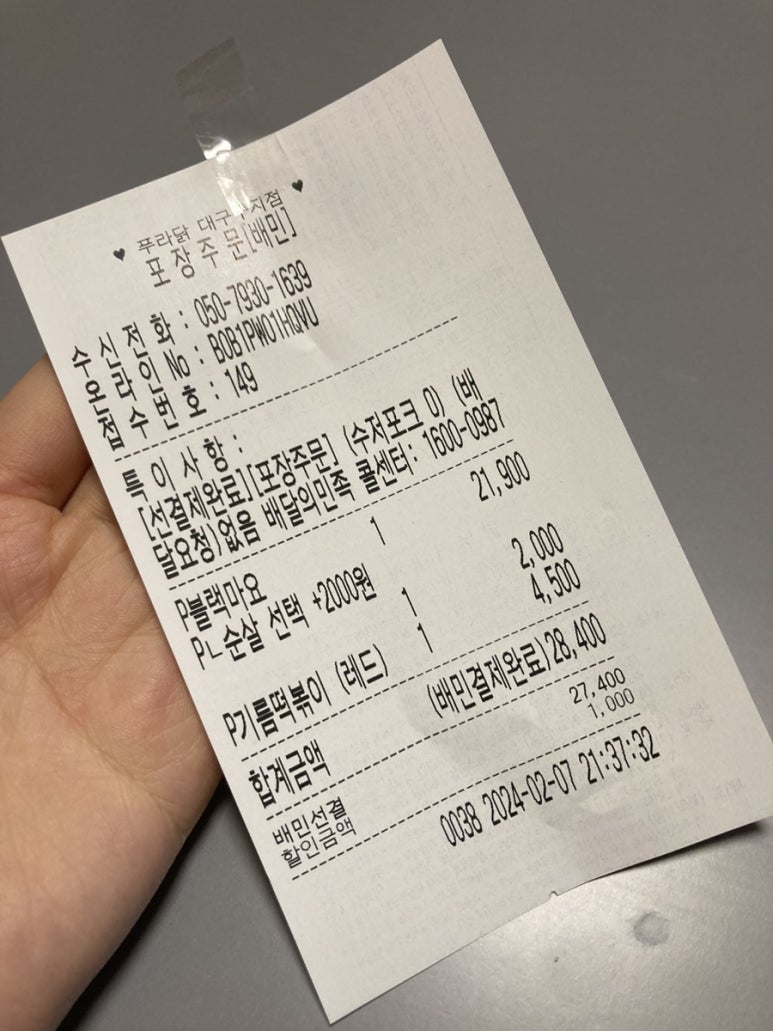 ♥ 푸라닭 대구수지점 ♥
포장주문[배민]
수신전화 : 050-7930-1639
온라인No : B0B1PW01HQVU
접수번호 : 149
특이사항 :
[선결제완료][포장주문] (수저포크 0) (배
달요청)없음 배달의민족 콜센터: 1600-0987
P블랙마요 1 21,900
P∟순살 선택 +2000원 1 2,000
P기름떡볶이 (레드) 1 4,500
합계금액 (배민결제완료)28,400
배민선결 27,400
할인금액 1,000
0038 2024-02-07 21:37:32